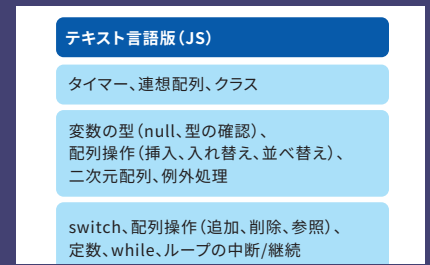 テキスト言語版(JS)
タイマー、連想配列、クラス
変数の型(null、型の確認)、
配列操作(挿入、入れ替え、並べ替え)、
二次元配列、例外処理
switch、配列操作(追加、削除、参照)、
定数、while、ループの中断/継続